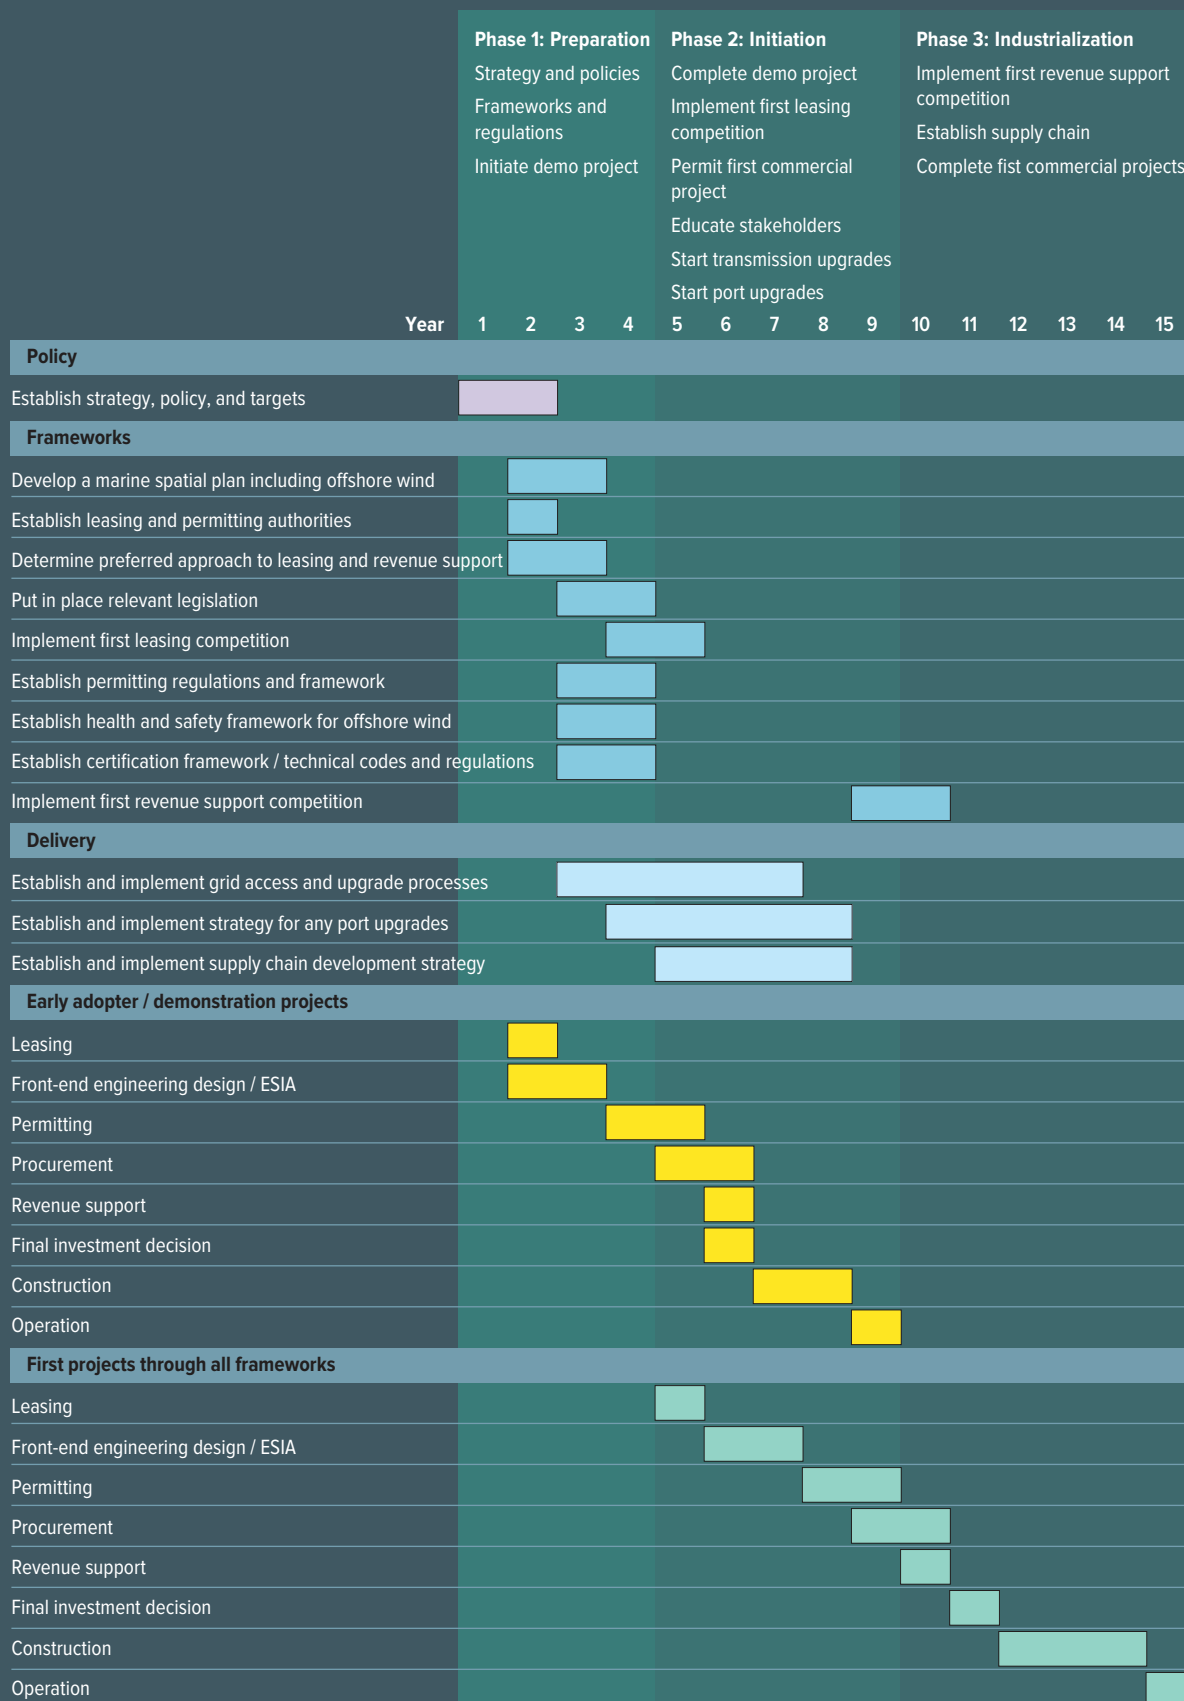 Phase 1: Preparation
Strategy and policies
Frameworks and
regulations
Initiate demo project
Phase 2: Initiation
Complete demo project
Implement first leasing
competition
Permit first commercial
project
Educate stakeholders
Start transmission upgrades
Start port upgrades
Phase 3: Industrialization
Implement first revenue support
competition
Establish supply chain
Complete fist commercial projects
Year 1 2 3 4 5 6 7 8 9 10 11 12 13 14 15
Policy
Establish strategy, policy, and targets
Frameworks
Develop a marine spatial plan including offshore wind
Establish leasing and permitting authorities
Determine preferred approach to leasing and revenue support
Put in place relevant legislation
Implement first leasing competition
Establish permitting regulations and framework
Establish health and safety framework for offshore wind
Establish certification framework / technical codes and regulations
Implement first revenue support competition
Delivery
Establish and implement grid access and upgrade processes
Establish and implement strategy for any port upgrades
Establish and implement supply chain development strategy
Early adopter / demonstration projects
Leasing
Front-end engineering design / ESIA
Permitting
Procurement
Revenue support
Final investment decision
Construction
Operation
First projects through all frameworks
Leasing
Front-end engineering design / ESIA
Permitting
Procurement
Revenue support
Final investment decision
Construction
Operation